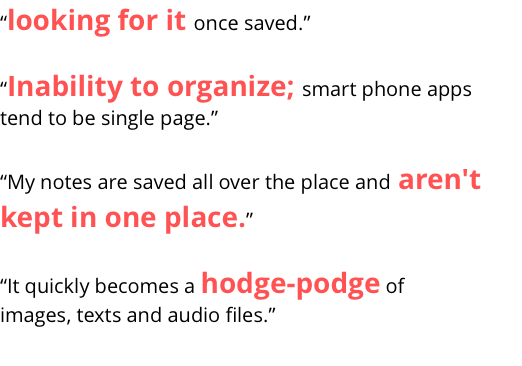 “looking for it once saved.”
“Inability to organize; smart phone apps
tend to be single page.”
“My notes are saved all over the place and aren't
kept in one place.”
“It quickly becomes a hodge-podge of
images, texts and audio files.”